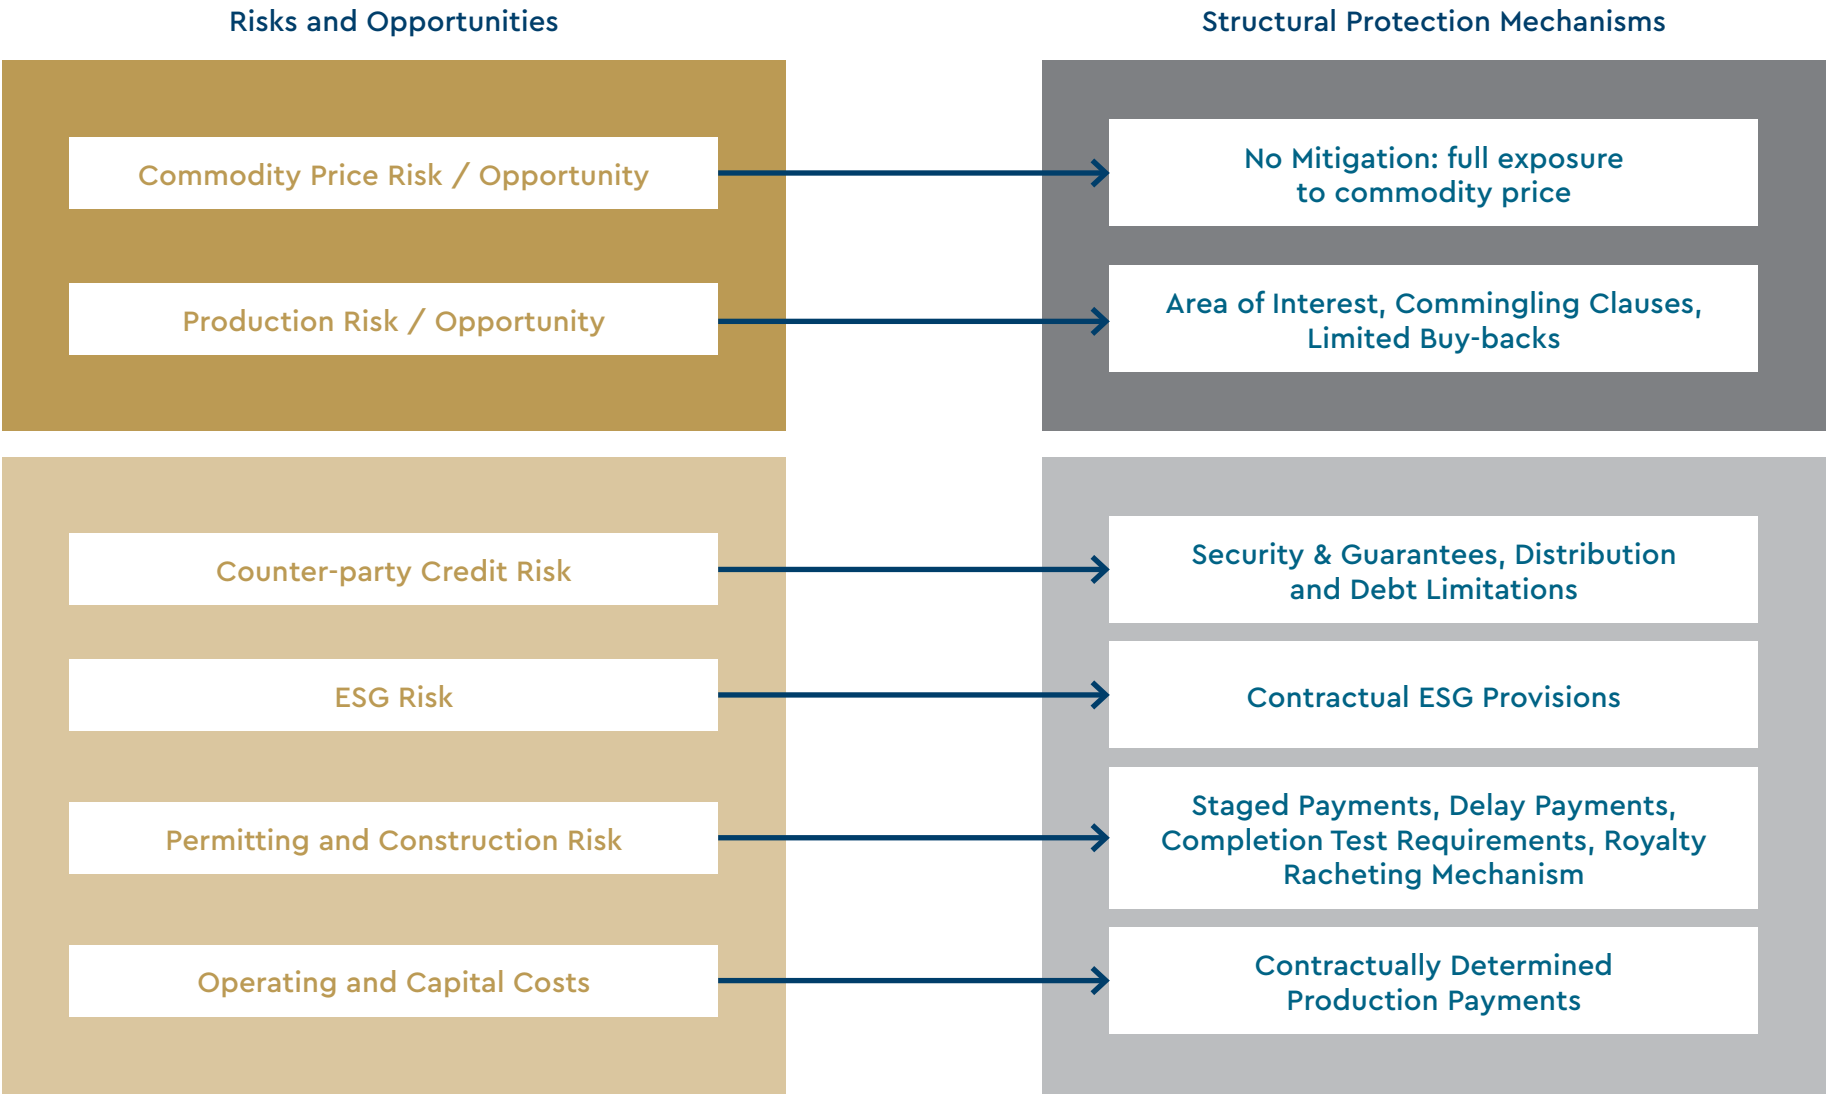 Risks and Opportunities
Structural Protection Mechanisms
Commodity Price Risk / Opportunity
No Mitigation: full exposure
to commodity price
Production Risk / Opportunity
Area of Interest, Commingling Clauses,
Limited Buy-backs
Counter-party Credit Risk
Security & Guarantees, Distribution
and Debt Limitations
ESG Risk
Contractual ESG Provisions
Permitting and Construction Risk
Staged Payments, Delay Payments,
Completion Test Requirements, Royalty
Racheting Mechanism
Operating and Capital Costs
Contractually Determined
Production Payments